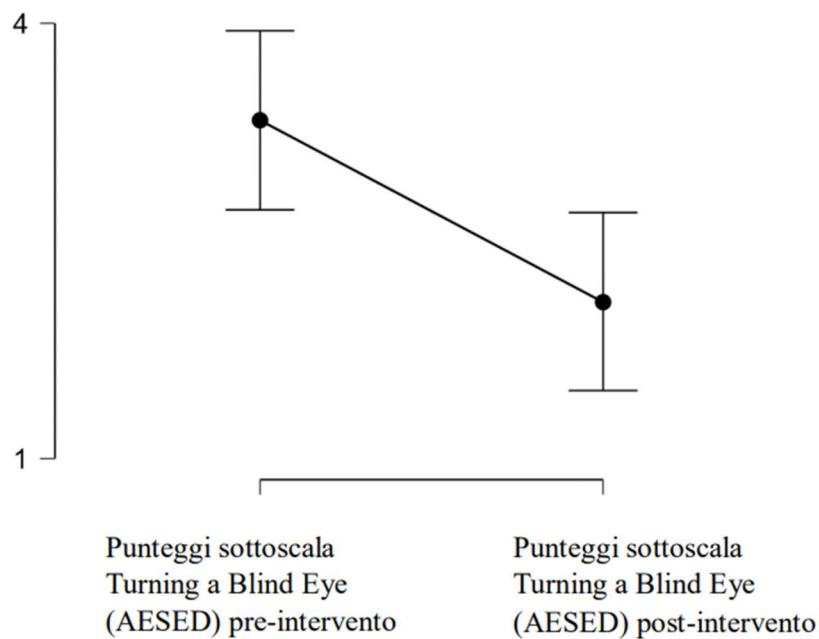 4
1
Punteggi sottoscala
Turning a Blind Eye
(AESED) pre-intervento
Punteggi sottoscala
Turning a Blind Eye
(AESED) post-intervento